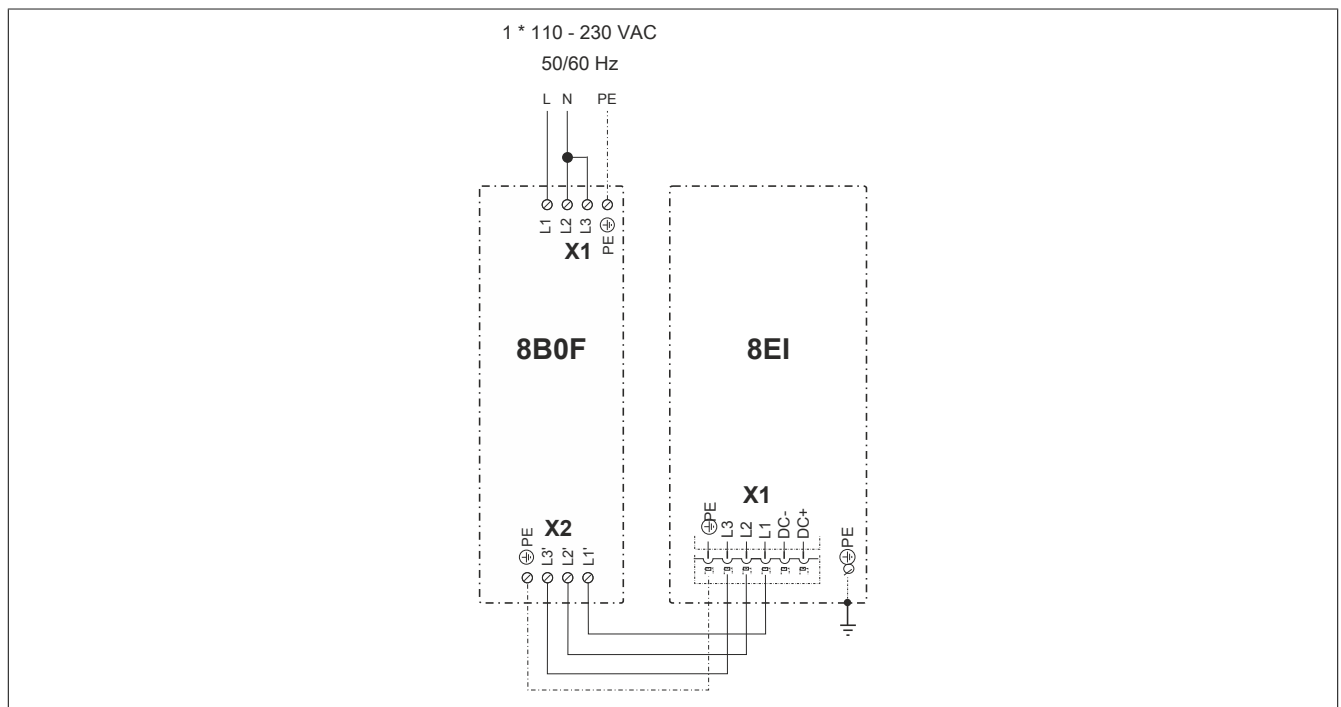 1 * 110 - 230 VAC
50/60 Hz
L N PE
L1 L2 L3 PE
X1
8B0F
8EI
X1
PE L3 L2 L1 DC- DC+
PE
X2
PE L3' L2' L1'